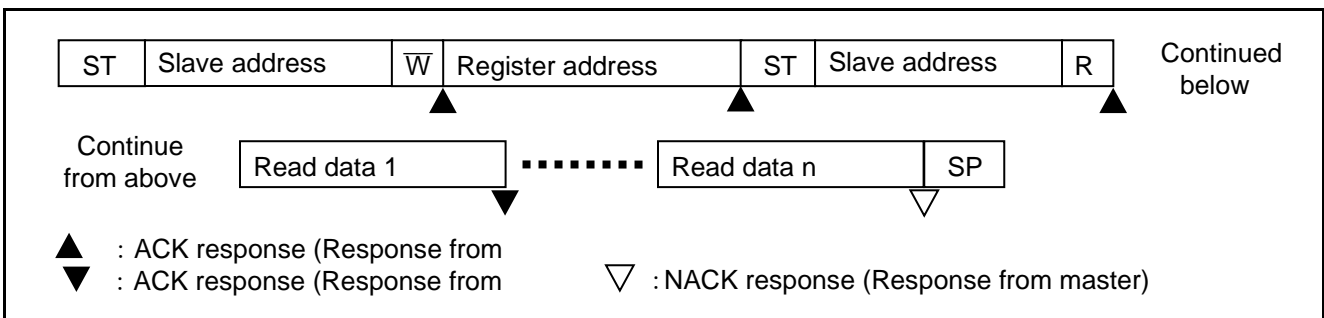 ST Slave address W̅ Register address ST Slave address R Continued
below
Continue
from above Read data 1 Read data n SP
: ACK response (Response from
: ACK response (Response from : NACK response (Response from master)